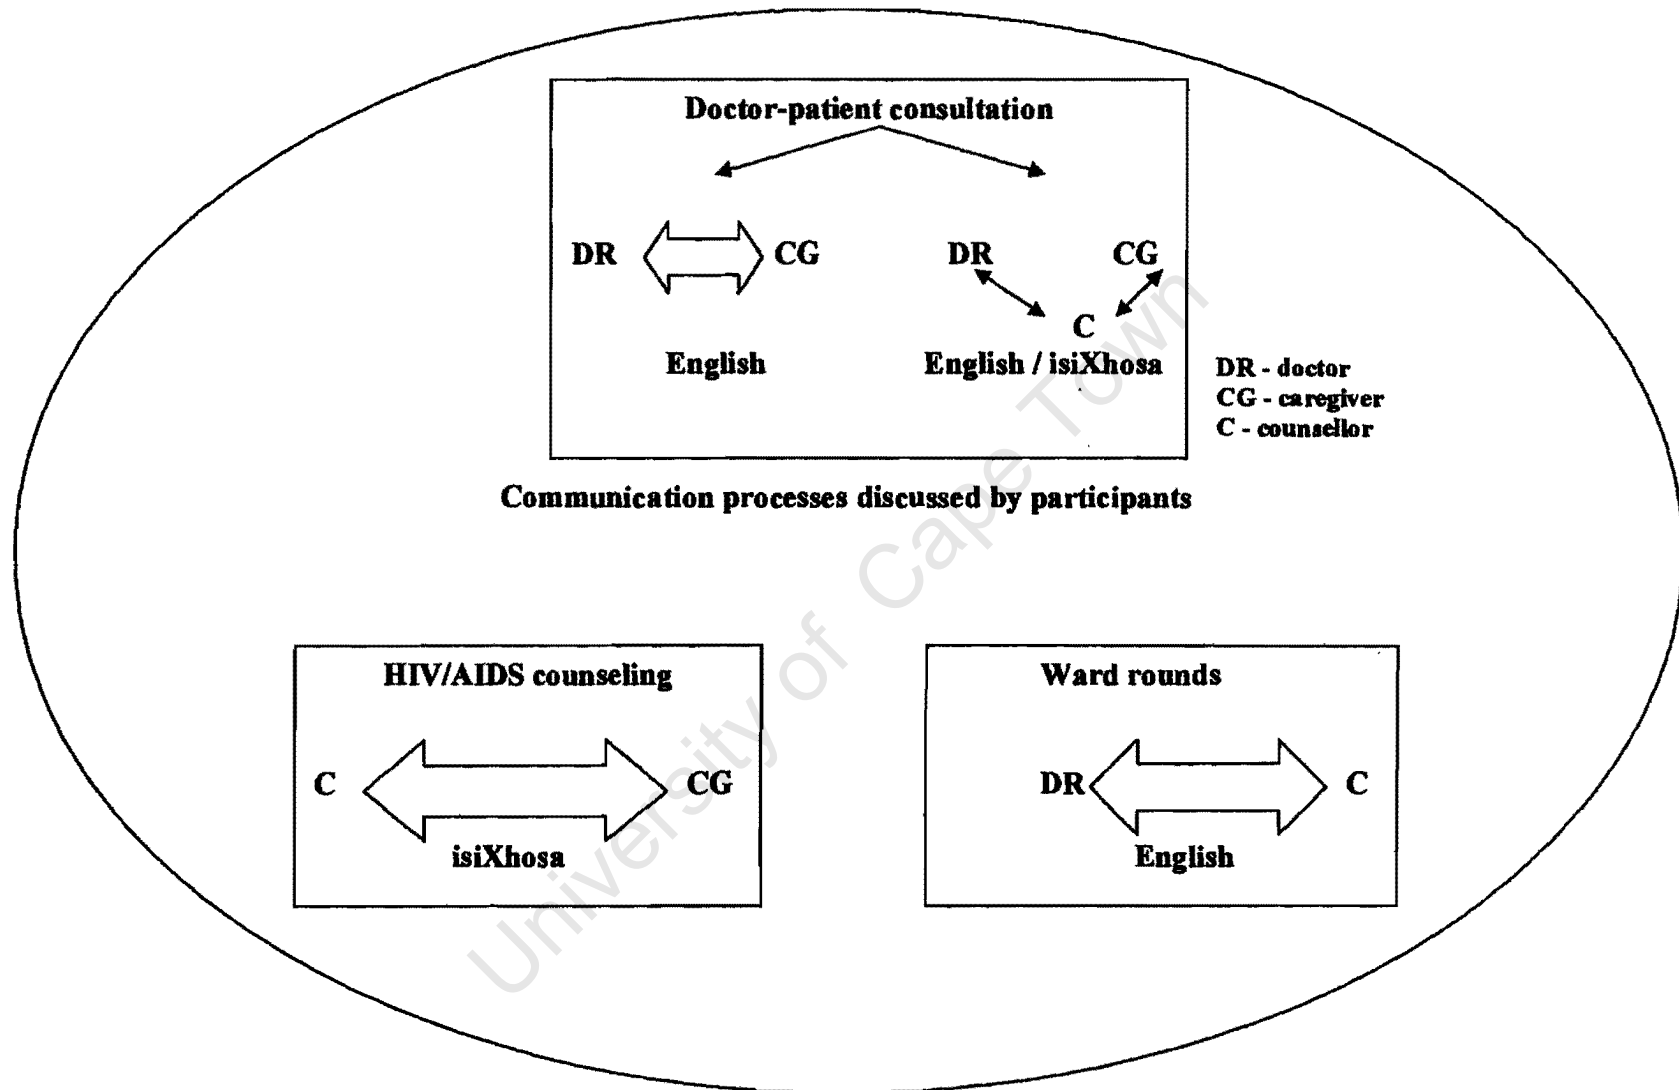 Doctor-patient consultation
DR CG DR CG
C
English English / isiXhosa
DR - doctor
CG - caregiver
C - counsellor
Communication processes discussed by participants
HIV/AIDS counseling
C CG
isiXhosa
Ward rounds
DR C
English
University of Cape Town